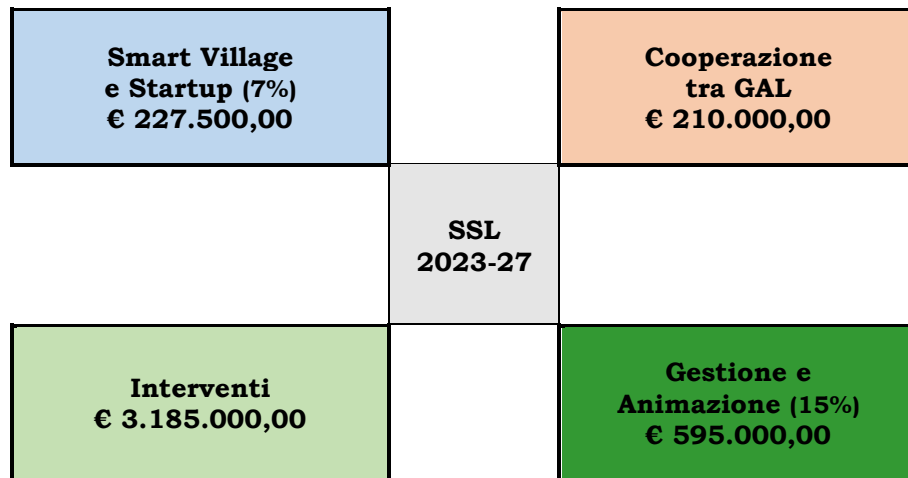 Smart Village
e Startup (7%)
€ 227.500,00
Cooperazione
tra GAL
€ 210.000,00
SSL
2023-27
Interventi
€ 3.185.000,00
Gestione e
Animazione (15%)
€ 595.000,00